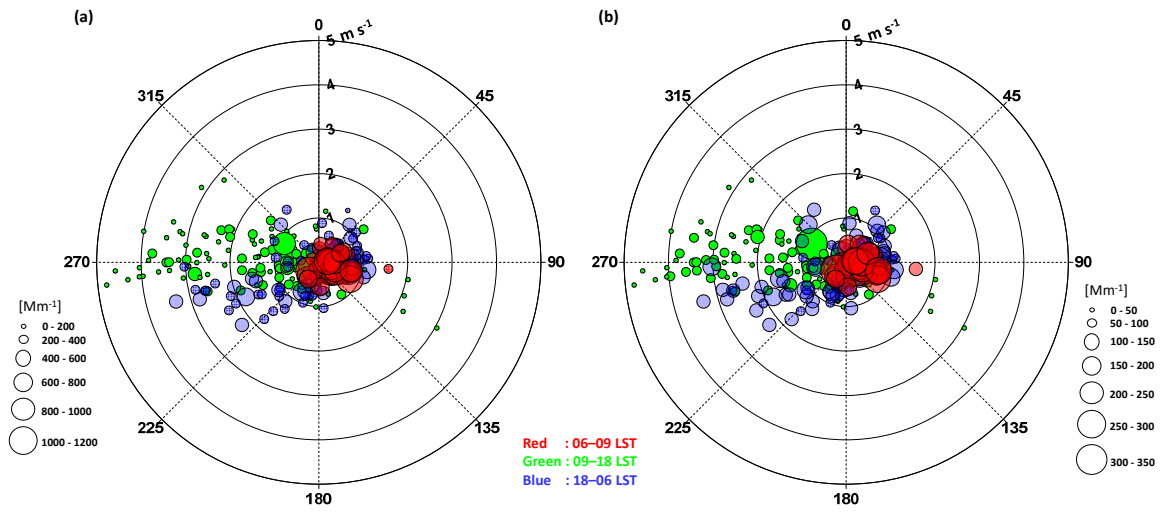 (a)
0
5 m s-1
4
3
2
1
45
90
135
180
225
270
315
[Mm-1]
0 - 200
200 - 400
400 - 600
600 - 800
800 - 1000
1000 - 1200
Red : 06–09 LST
Green : 09–18 LST
Blue : 18–06 LST
(b)
0
5 m s-1
4
3
2
1
45
90
135
180
225
270
315
[Mm-1]
0 - 50
50 - 100
100 - 150
150 - 200
200 - 250
250 - 300
300 - 350